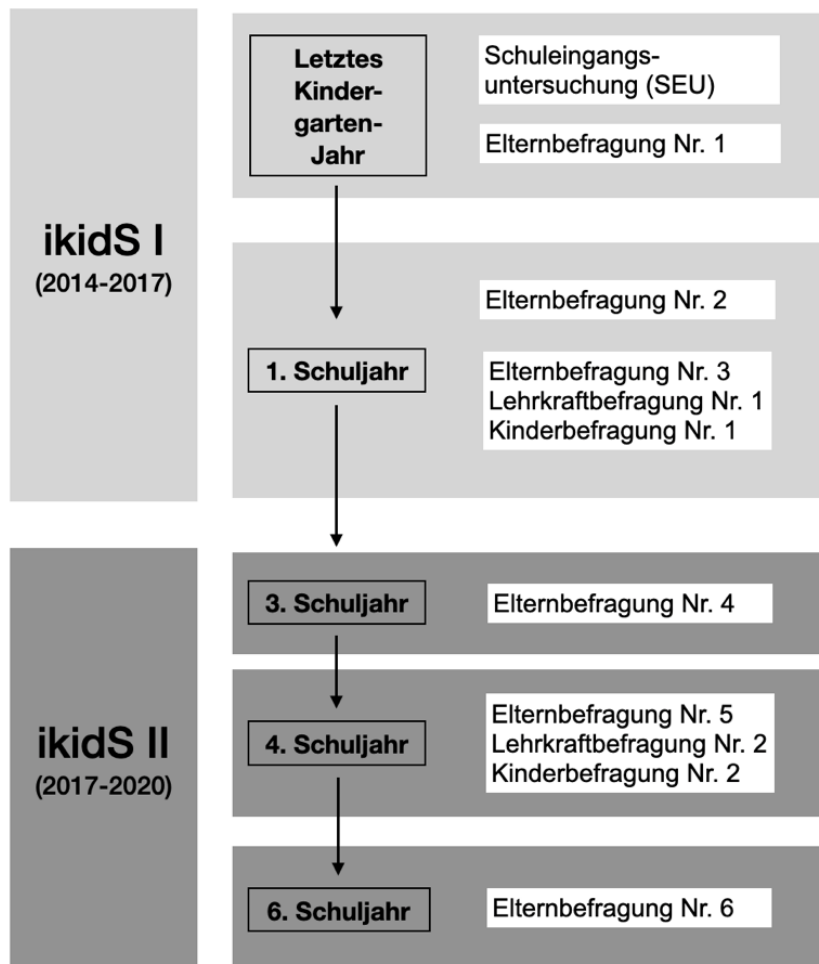 ikidS I
(2014-2017)
Letztes
Kinder-
garten-
Jahr
Schuleingangs-
untersuchung (SEU)
Elternbefragung Nr. 1
1. Schuljahr
Elternbefragung Nr. 2
Elternbefragung Nr. 3
Lehrkraftbefragung Nr. 1
Kinderbefragung Nr. 1
ikidS II
(2017-2020)
3. Schuljahr
Elternbefragung Nr. 4
4. Schuljahr
Elternbefragung Nr. 5
Lehrkraftbefragung Nr. 2
Kinderbefragung Nr. 2
6. Schuljahr
Elternbefragung Nr. 6